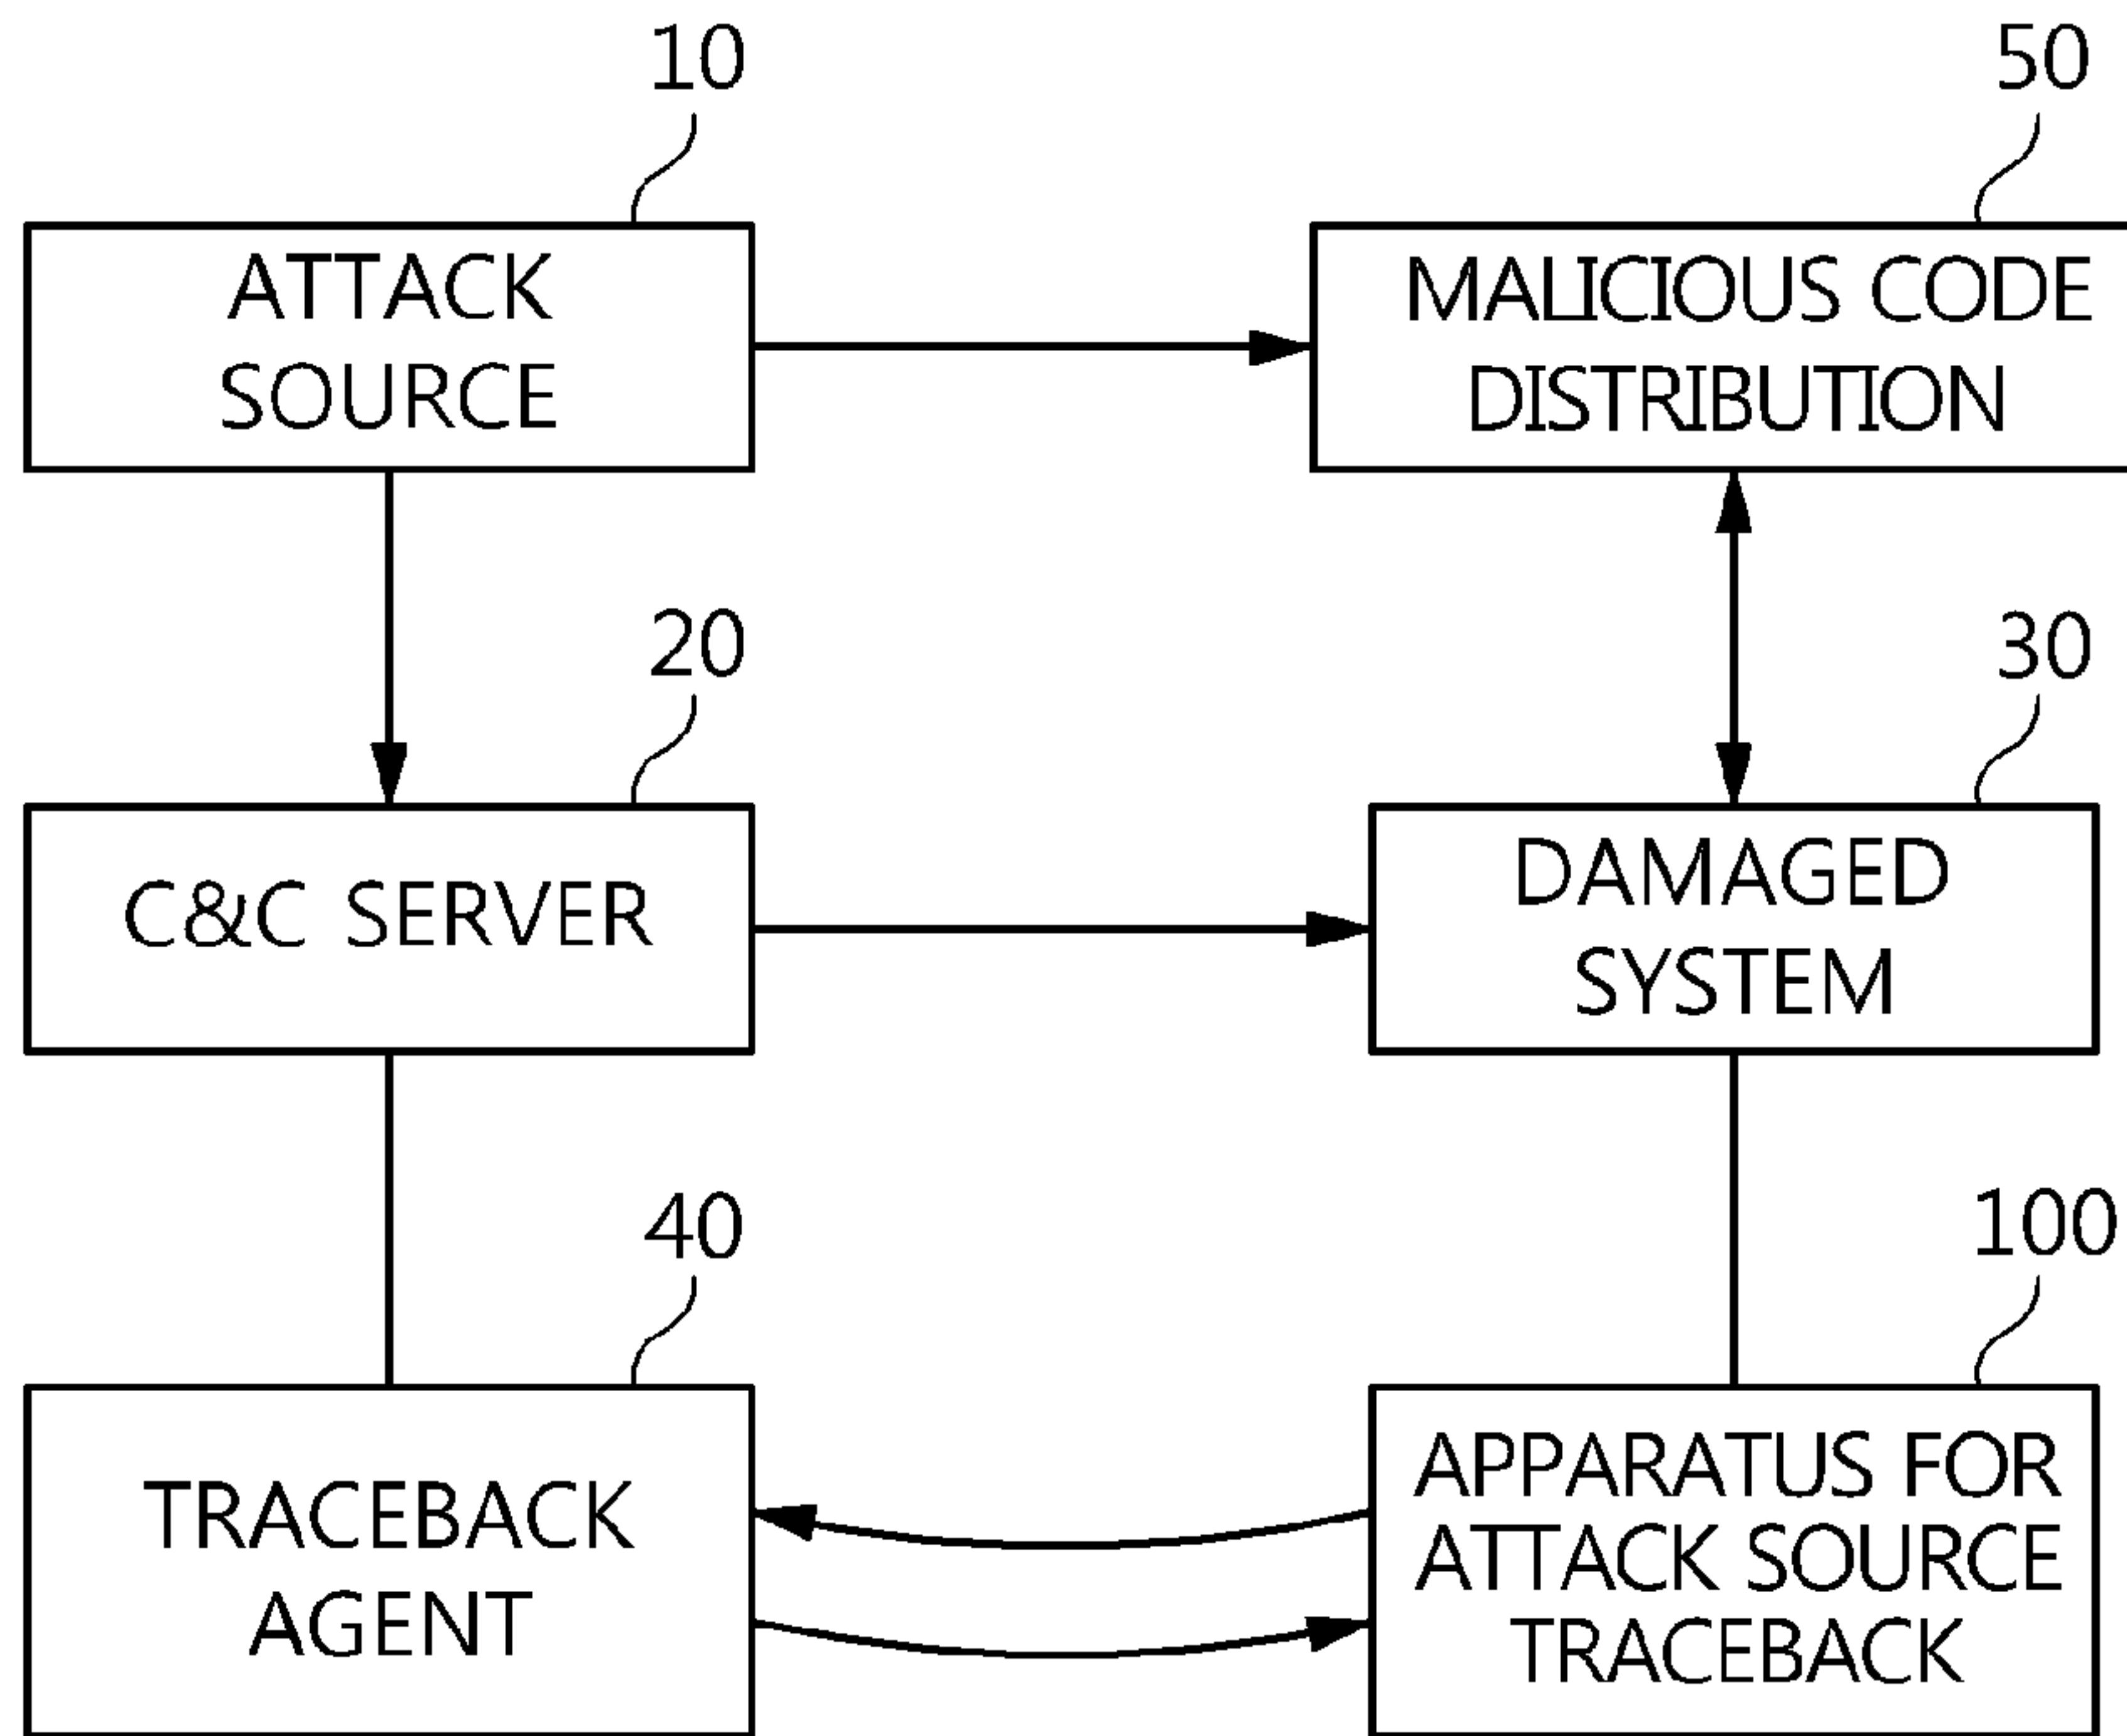 10
50
ATTACK
SOURCE
MALICIOUS CODE
DISTRIBUTION
20
30
C&C SERVER
DAMAGED
SYSTEM
40
100
TRACEBACK
AGENT
APPARATUS FOR
ATTACK SOURCE
TRACEBACK